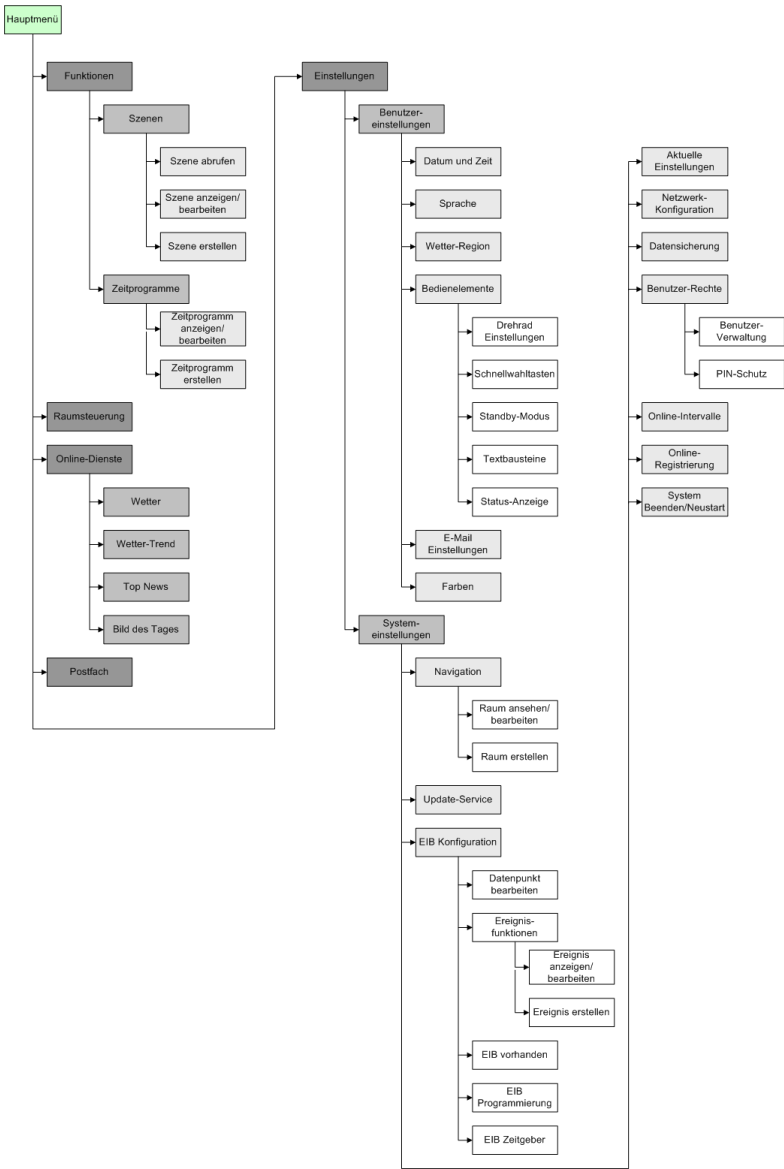 Hauptmenü
Funktionen
Szenen
Szene abrufen
Szene anzeigen/
bearbeiten
Szene erstellen
Zeitprogramme
Zeitprogramm
anzeigen/
bearbeiten
Zeitprogramm
erstellen
Raumsteuerung
Online-Dienste
Wetter
Wetter-Trend
Top News
Bild des Tages
Postfach
Einstellungen
Benutzer-
einstellungen
Datum und Zeit
Sprache
Wetter-Region
Bedienelemente
Drehrad
Einstellungen
Schnellwahltasten
Standby-Modus
Textbausteine
Status-Anzeige
E-Mail
Einstellungen
Farben
System-
einstellungen
Navigation
Raum ansehen/
bearbeiten
Raum erstellen
Update-Service
EIB Konfiguration
Datenpunkt
bearbeiten
Ereignis-
funktionen
Ereignis
anzeigen/
bearbeiten
Ereignis erstellen
EIB vorhanden
EIB
Programmierung
EIB Zeitgeber
Aktuelle
Einstellungen
Netzwerk-
Konfiguration
Datensicherung
Benutzer-Rechte
Benutzer-
Verwaltung
PIN-Schutz
Online-Intervalle
Online-
Registrierung
System
Beenden/Neustart